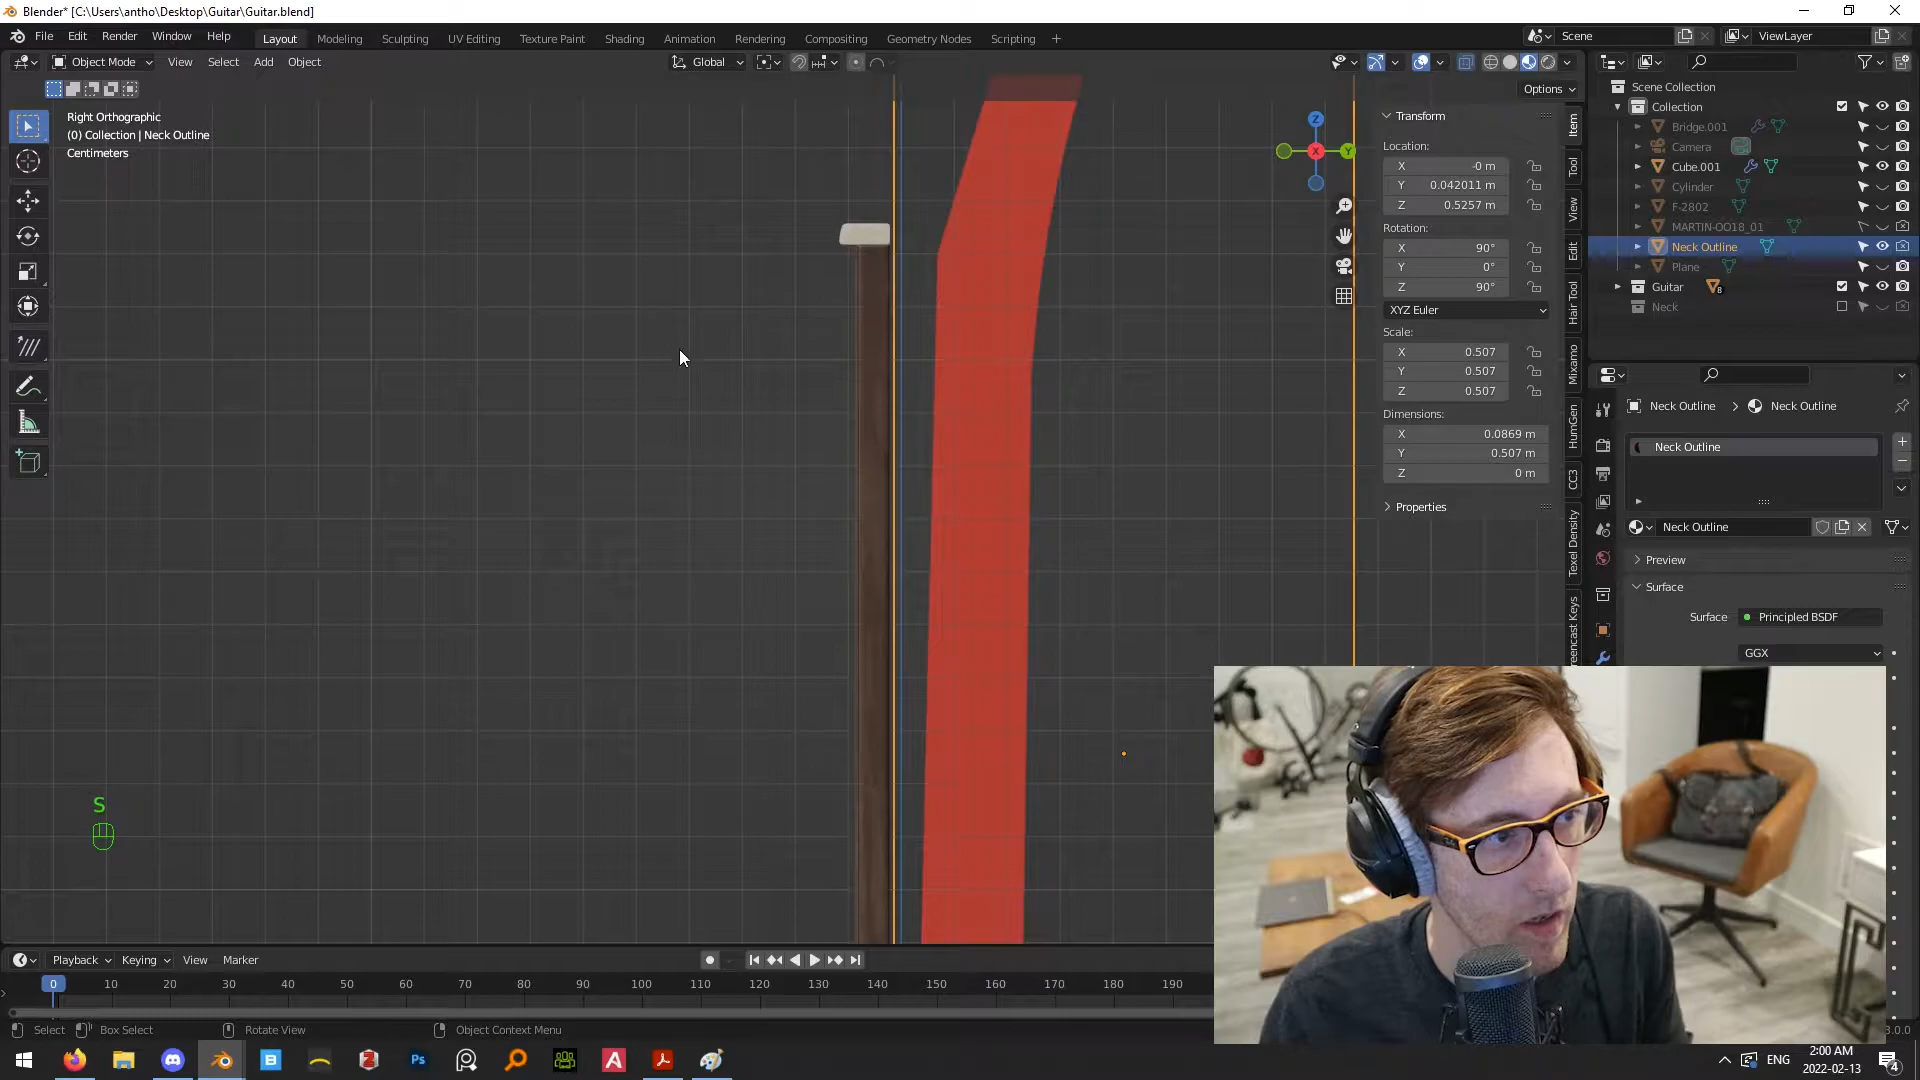 Blender* [C:\Users\antho\Desktop\Guitar\Guitar.blend]
File Edit Render Window Help
Layout Modeling Sculpting UV Editing Texture Paint Shading Animation Rendering Compositing Geometry Nodes Scripting +
Scene
ViewLayer
Object Mode View Select Add Object
Global
Options
Right Orthographic
(0) Collection | Neck Outline
Centimeters
Z
X
Y
Transform
Location:
X -0 m
Y 0.042011 m
Z 0.5257 m
Rotation:
X 90°
Y 0°
Z 90°
XYZ Euler
Scale:
X 0.507
Y 0.507
Z 0.507
Dimensions:
X 0.0869 m
Y 0.507 m
Z 0 m
Properties
Item
Tool
View
Edit
Hair Tool
Mixamo
HumGen
CC3
Texel Density
reencast Keys
Scene Collection
Collection
Bridge.001
Camera
Cube.001
Cylinder
F-2802
MARTIN-OO18_01
Neck Outline
Plane
Guitar 8
Neck
Neck Outline > Neck Outline
Neck Outline
Neck Outline
Preview
Surface
Surface Principled BSDF
GGX
S
Playback Keying View Marker
0 10 20 30 40 50 60 70 80 90 100 110 120 130 140 150 160 170 180 190
Select Box Select Rotate View Object Context Menu
3.0.0
Ps
ENG
2:00 AM
2022-02-13
4